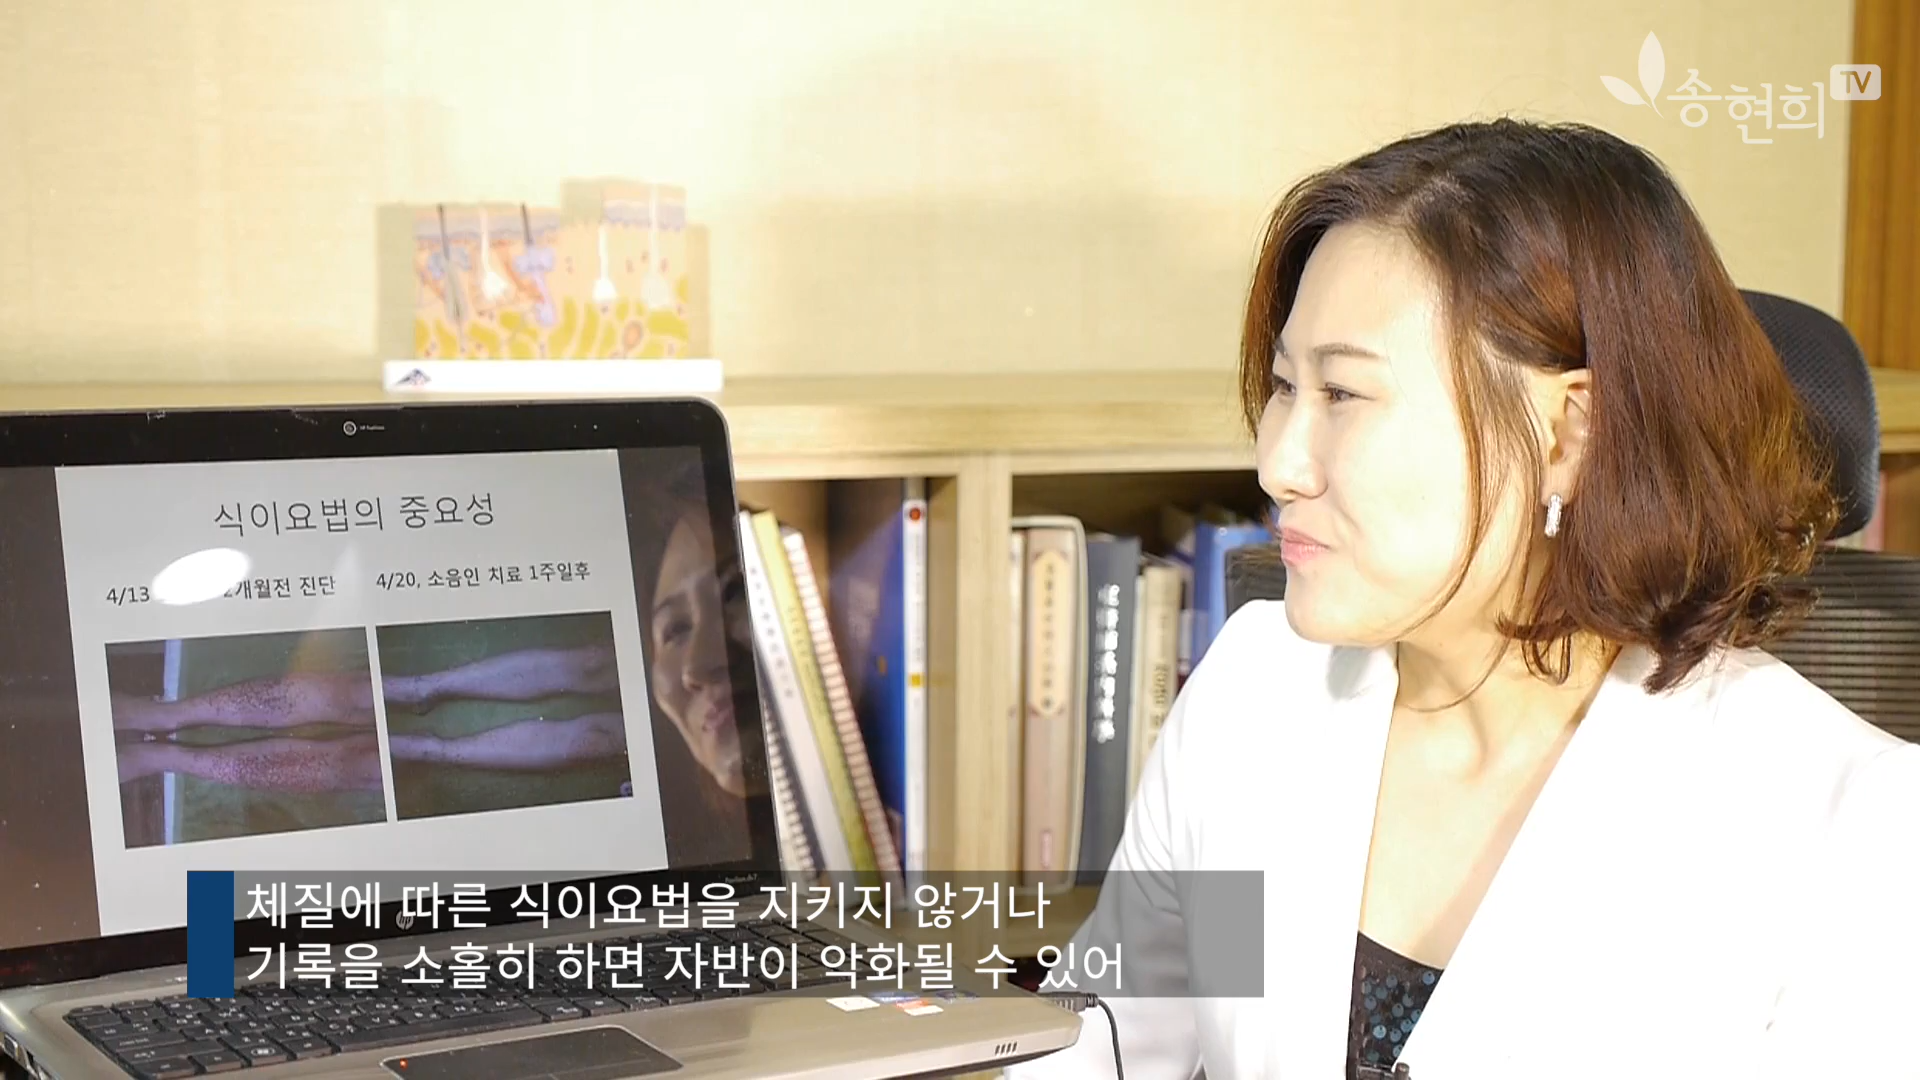 송현희 TV
식이요법의 중요성
4/13 2개월전 진단
4/20, 소음인 치료 1주일후
hp
체질에 따른 식이요법을 지키지 않거나
기록을 소홀히 하면 자반이 악화될 수 있어